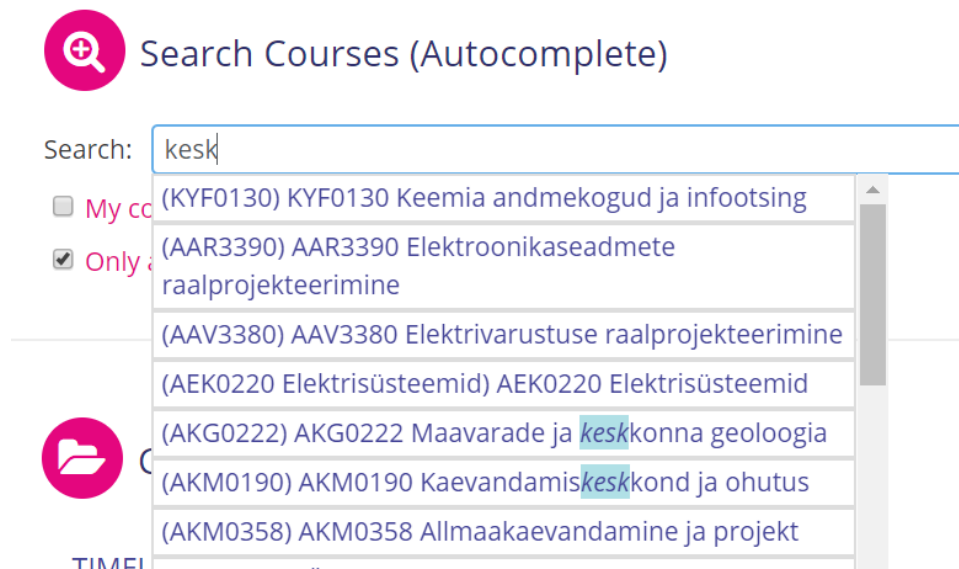 Search Courses (Autocomplete)
Search: kesk
(KYF0130) KYF0130 Keemia andmekogud ja infootsing
My co
(AAR3390) AAR3390 Elektroonikaseadmete
Only
raalprojekteerimine
(AAV3380) AAV3380 Elektrivarustuse raalprojekteerimine
(AEK0220 Elektrisüsteemid) AEK0220 Elektrisüsteemid
(AKG0222) AKG0222 Maavarade ja keskkonna geoloogia
(AKM0190) AKM0190 Kaevandamiskeskkond ja ohutus
(AKM0358) AKM0358 Allmaakaevandamine ja projekt